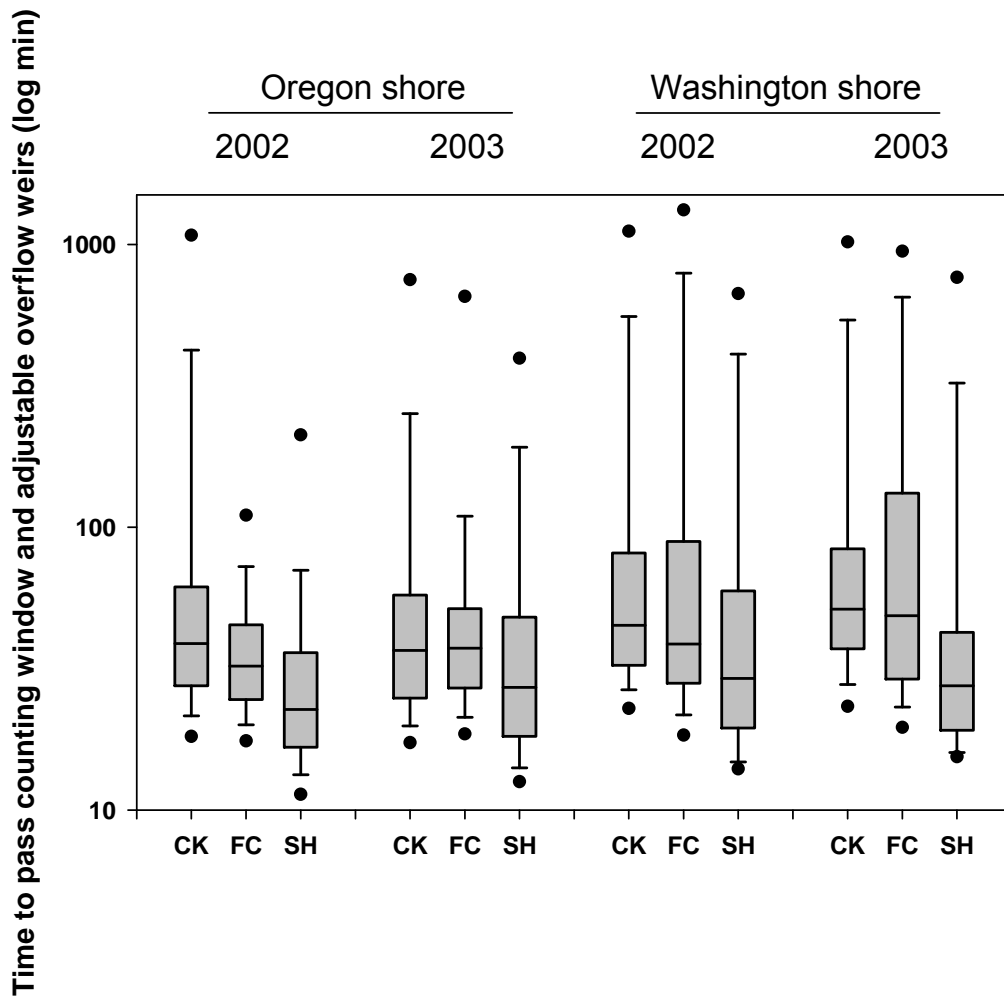 Time to pass counting window and adjustable overflow weirs (log min)
Oregon shore Washington shore
2002 2003 2002 2003
1000
100
10
CK FC SH CK FC SH CK FC SH CK FC SH